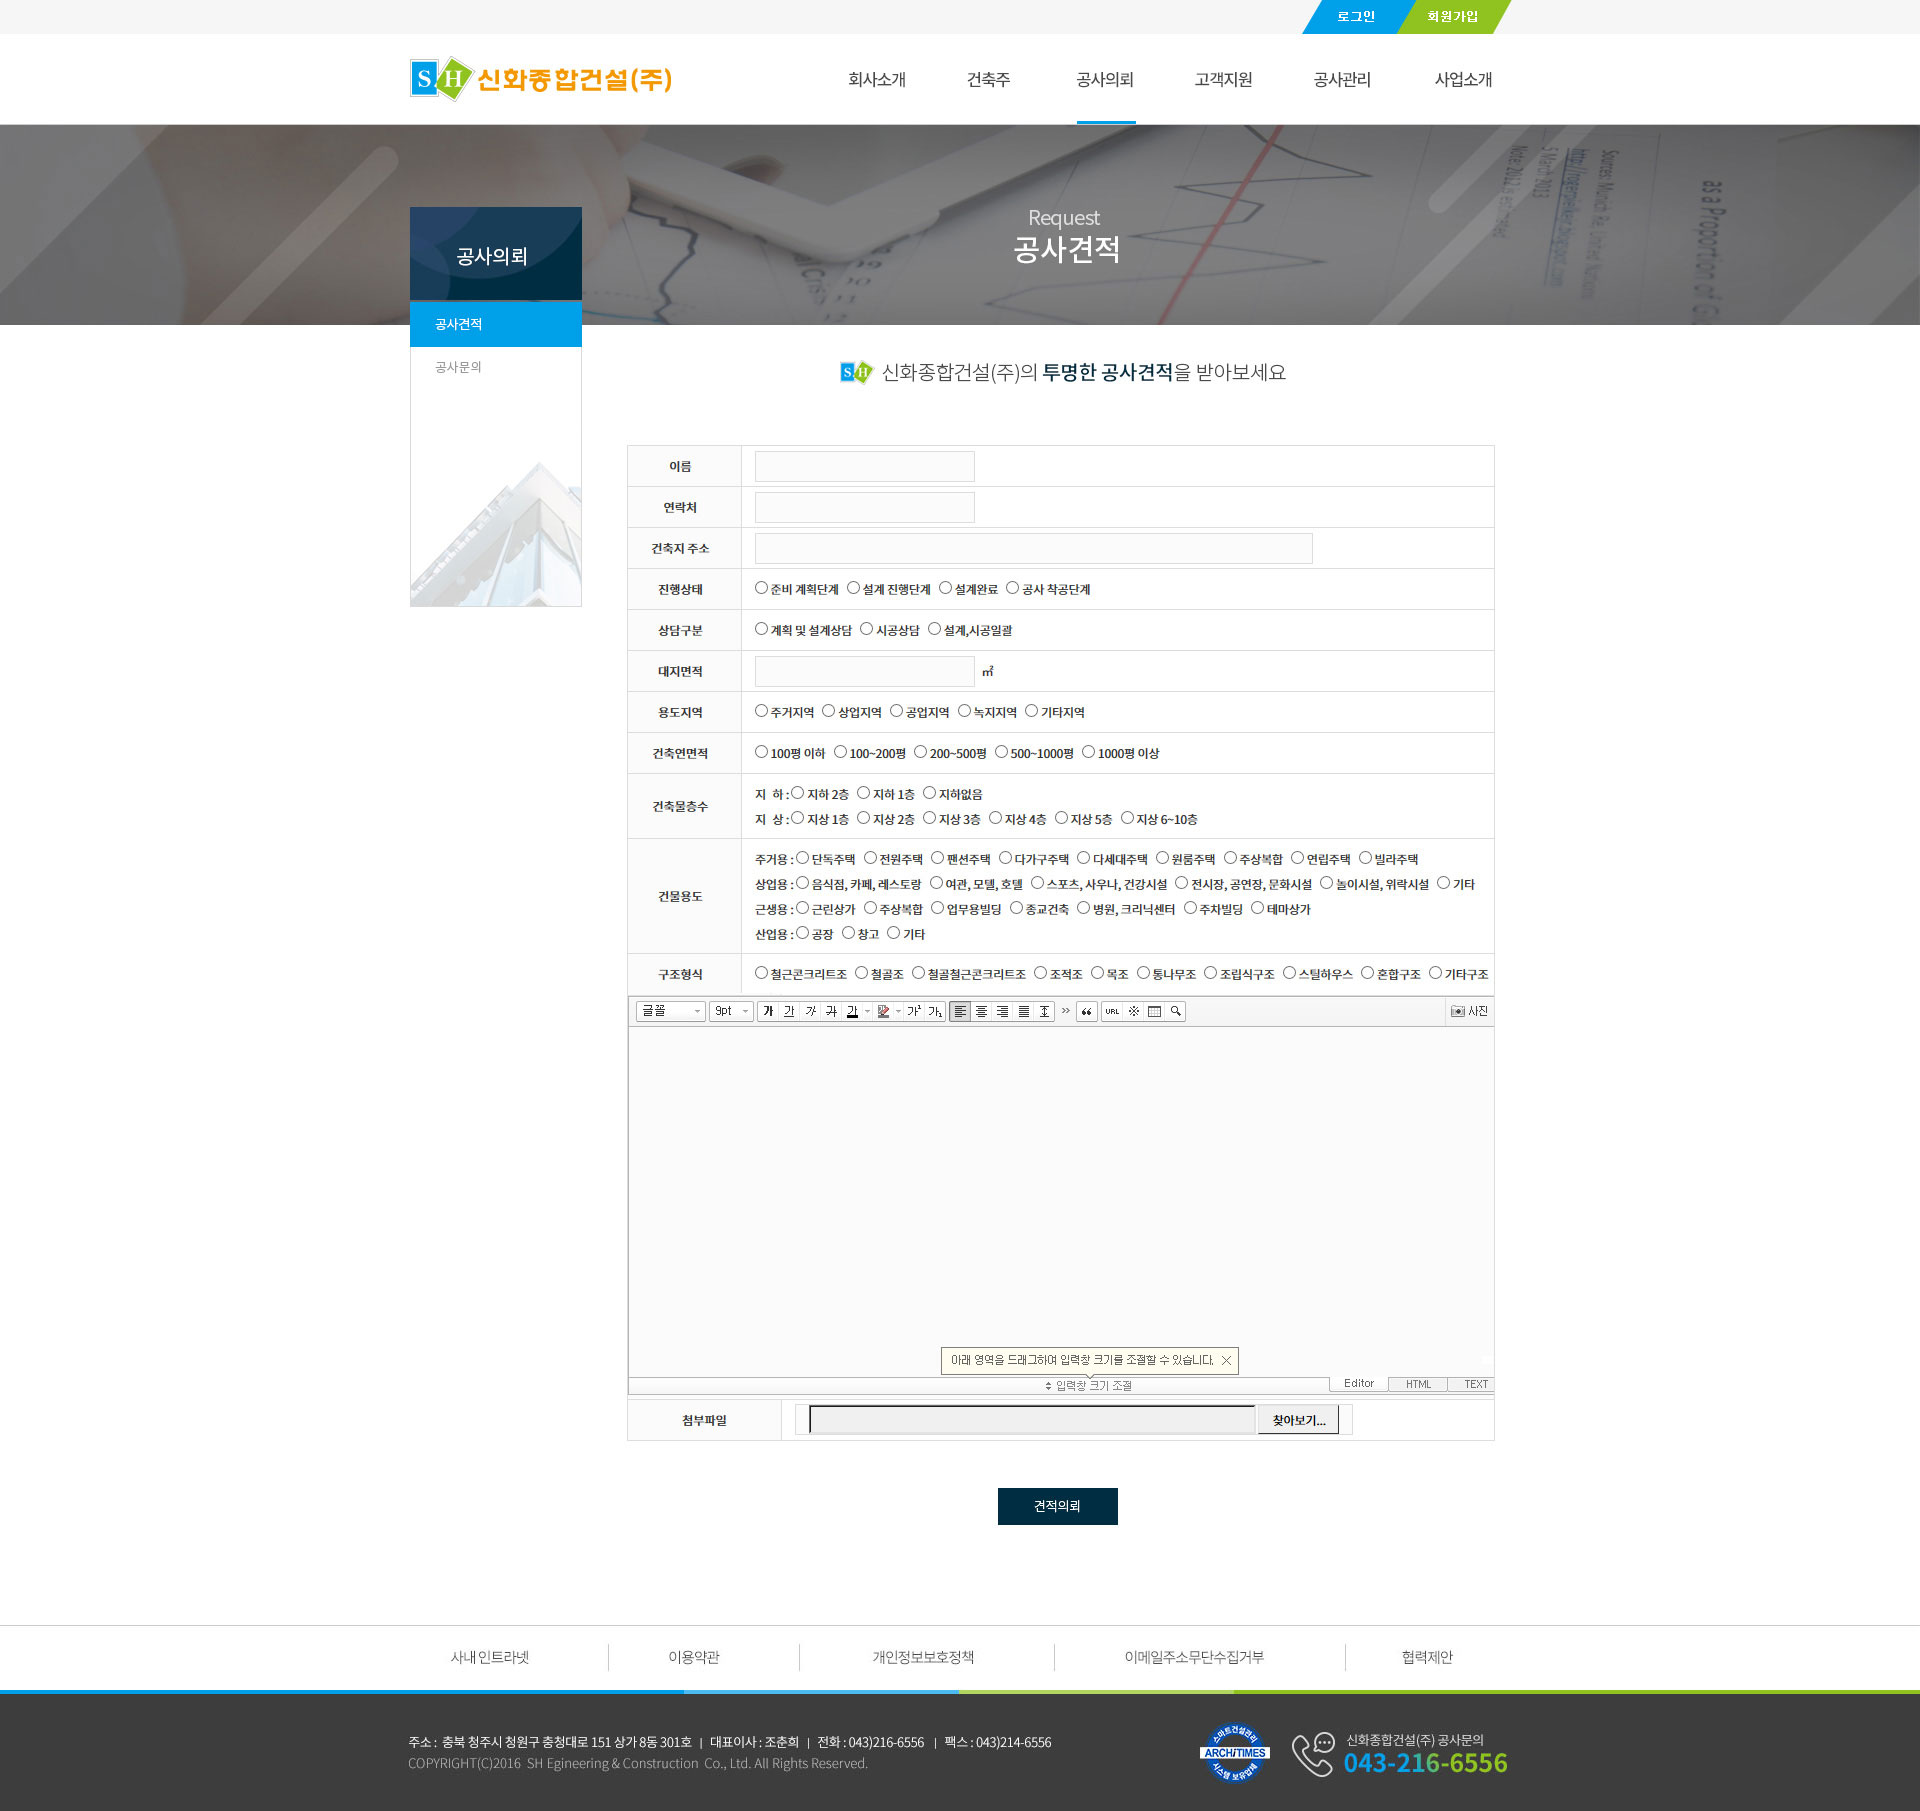 로그인 회원가입
SH 신화종합건설(주)
회사소개 건축주 공사의뢰 고객지원 공사관리 사업소개
Request
공사견적
공사의뢰
공사견적
공사문의
SH 신화종합건설(주)의 투명한 공사견적을 받아보세요
이름
연락처
건축지 주소
진행상태 준비 계획단계 설계 진행단계 설계완료 공사 착공단계
상담구분 계획 및 설계상담 시공상담 설계,시공일괄
대지면적 ㎡
용도지역 주거지역 상업지역 공업지역 녹지지역 기타지역
건축연면적 100평 이하 100~200평 200~500평 500~1000평 1000평 이상
건축물층수
지 하 : 지하 2층 지하 1층 지하없음
지 상 : 지상 1층 지상 2층 지상 3층 지상 4층 지상 5층 지상 6~10층
건물용도
주거용 : 단독주택 전원주택 팬션주택 다가구주택 다세대주택 원룸주택 주상복합 연립주택 빌라주택
상업용 : 음식점, 카페, 레스토랑 여관, 모텔, 호텔 스포츠, 사우나, 건강시설 전시장, 공연장, 문화시설 놀이시설, 위락시설 기타
근생용 : 근린상가 주상복합 업무용빌딩 종교건축 병원, 크리닉센터 주차빌딩 테마상가
산업용 : 공장 창고 기타
구조형식 철근콘크리트조 철골조 철골철근콘크리트조 조적조 목조 통나무조 조립식구조 스틸하우스 혼합구조 기타구조
글꼴 9pt 가 가 가 가 가 가¹ 가₁ URL ※ 사진
아래 영역을 드래그하여 입력창 크기를 조절할 수 있습니다.
입력창 크기 조절 Editor HTML TEXT
첨부파일 찾아보기...
견적의뢰
사내 인트라넷 이용약관 개인정보보호정책 이메일주소무단수집거부 협력제안
주소 : 충북 청주시 청원구 충청대로 151 상가 8동 301호 | 대표이사 : 조춘희 | 전화 : 043)216-6556 | 팩스 : 043)214-6556
COPYRIGHT(C)2016 SH Egineering & Construction Co., Ltd. All Rights Reserved.
스마트건설관리
ARCHiTIMES
시스템 보유업체
신화종합건설(주) 공사문의
043-216-6556